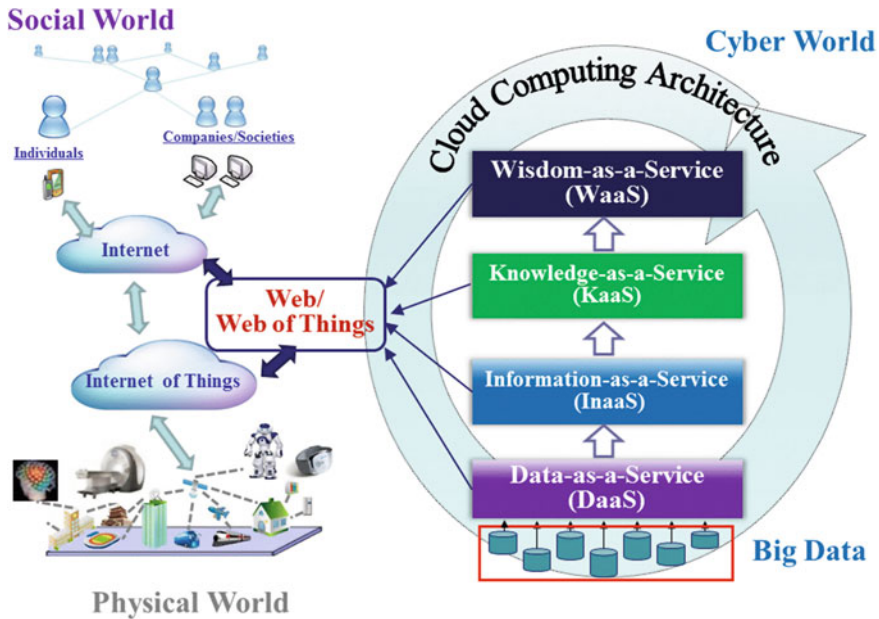 Social World
Individuals
Companies/Societies
Internet
Web/
Web of Things
Internet of Things
Physical World
Cyber World
Cloud Computing Architecture
Wisdom-as-a-Service
(WaaS)
Knowledge-as-a-Service
(KaaS)
Information-as-a-Service
(InaaS)
Data-as-a-Service
(DaaS)
Big Data